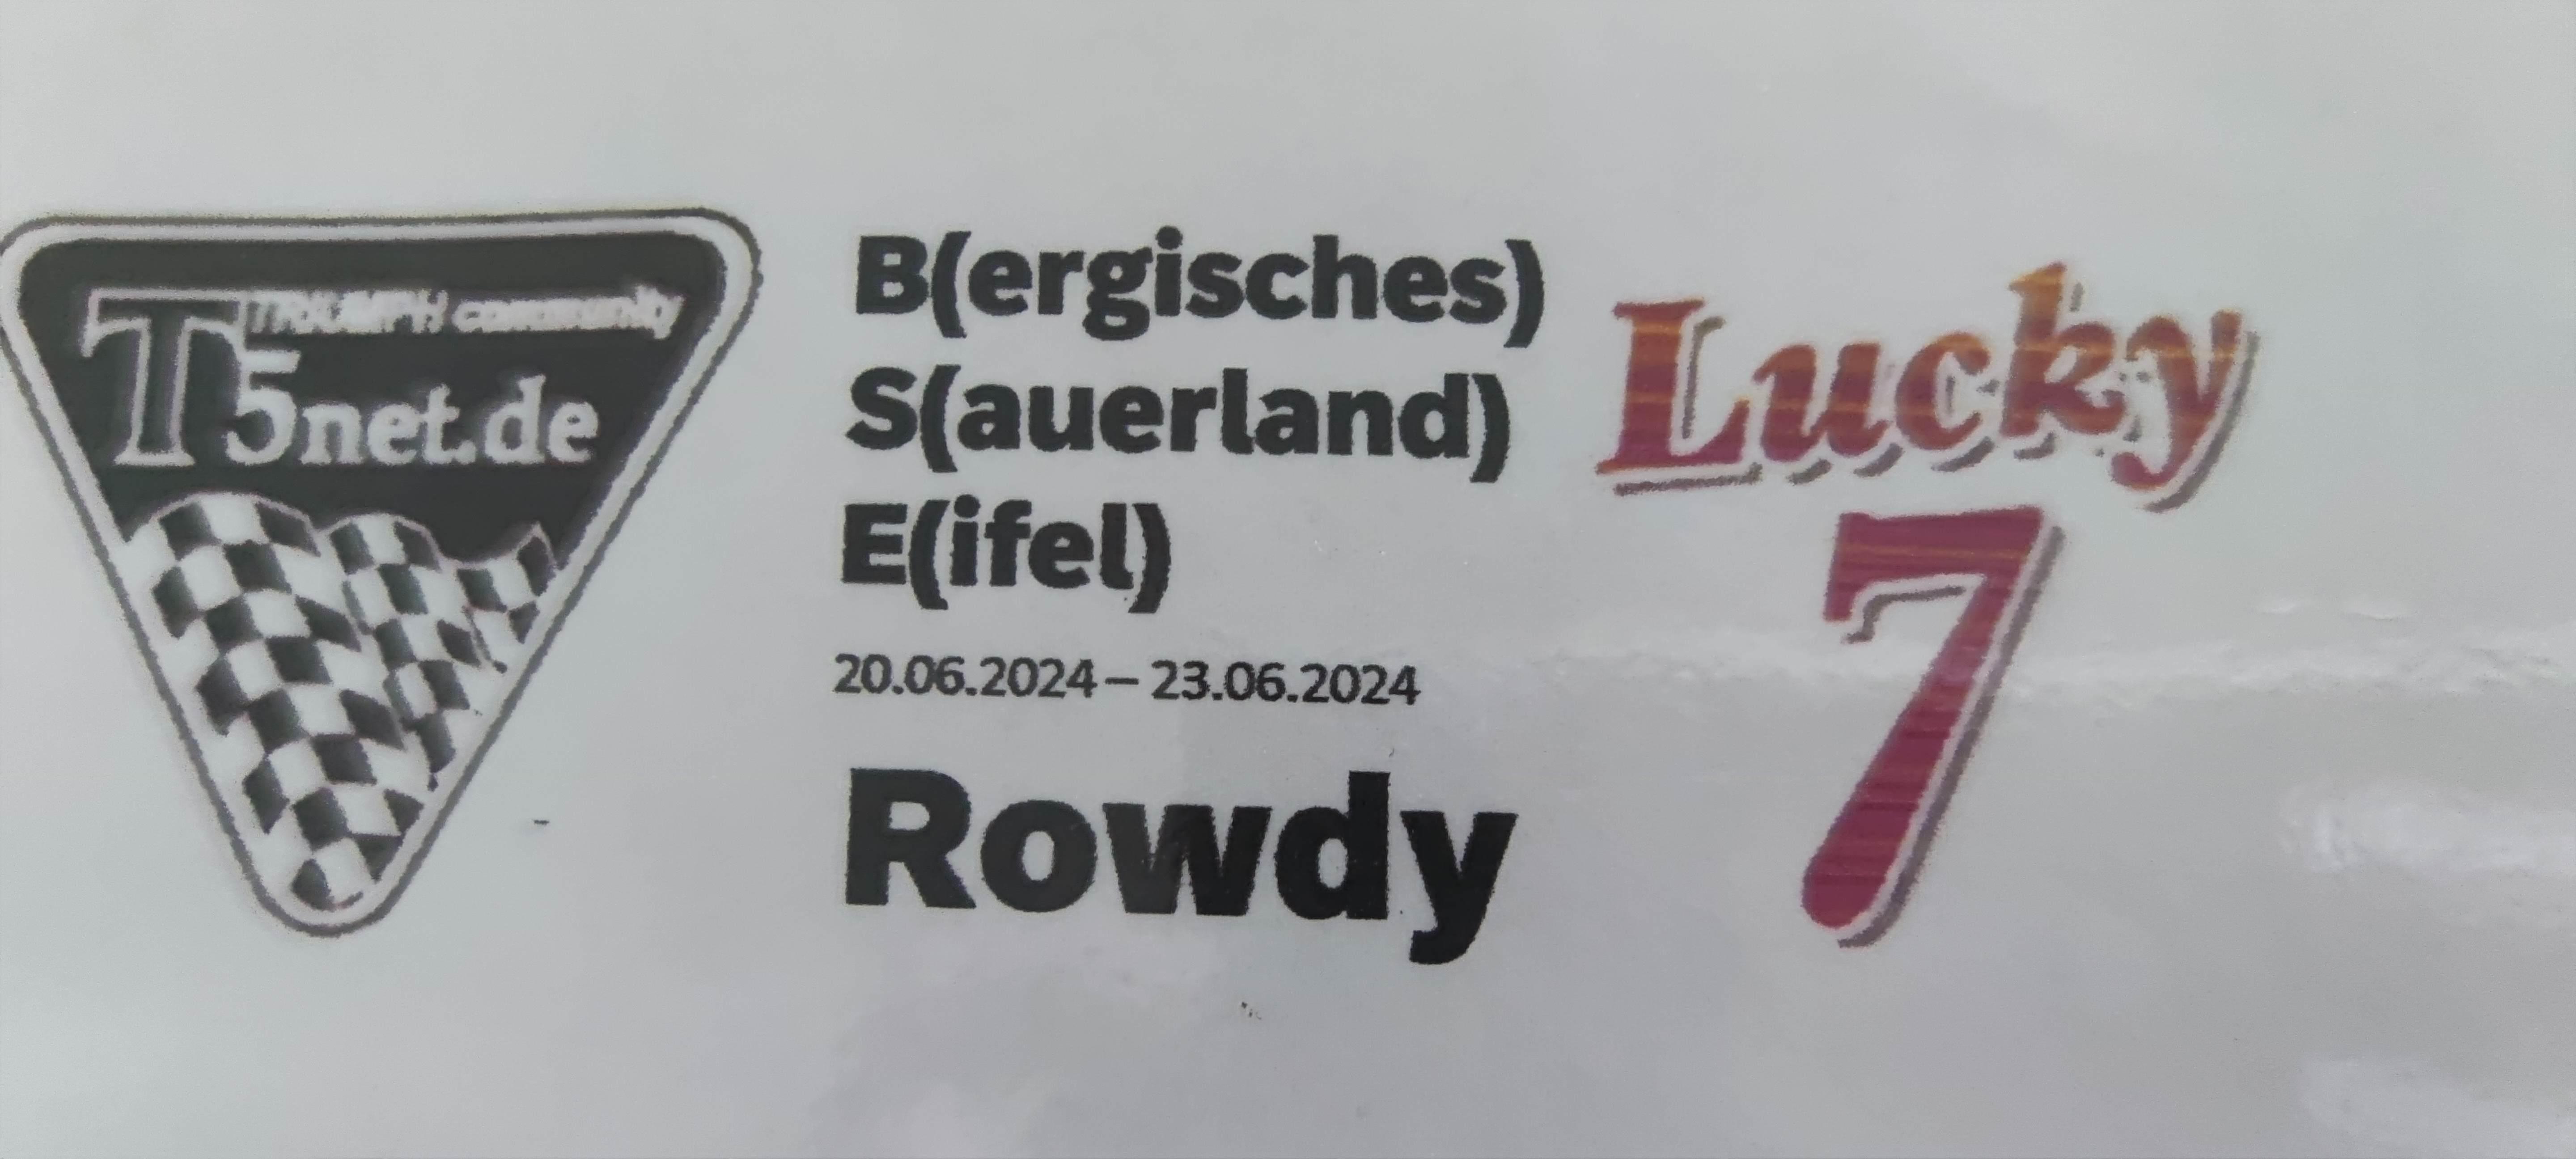 TRIUMPH community
T5net.de
B(ergisches)
S(auerland)
E(ifel)
20.06.2024 – 23.06.2024
Rowdy
Lucky
7